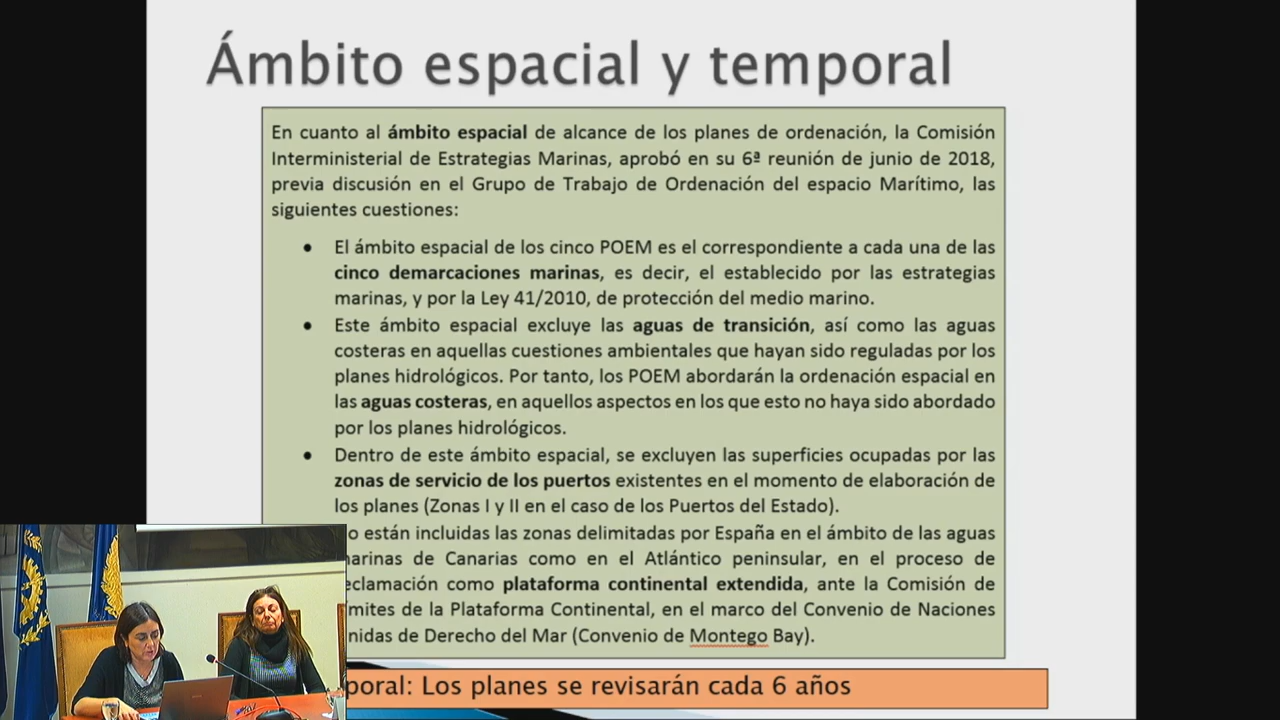 Ámbito espacial y temporal
En cuanto al ámbito espacial de alcance de los planes de ordenación, la Comisión
Interministerial de Estrategias Marinas, aprobó en su 6ª reunión de junio de 2018,
previa discusión en el Grupo de Trabajo de Ordenación del espacio Marítimo, las
siguientes cuestiones:
• El ámbito espacial de los cinco POEM es el correspondiente a cada una de las
cinco demarcaciones marinas, es decir, el establecido por las estrategias
marinas, y por la Ley 41/2010, de protección del medio marino.
• Este ámbito espacial excluye las aguas de transición, así como las aguas
costeras en aquellas cuestiones ambientales que hayan sido reguladas por los
planes hidrológicos. Por tanto, los POEM abordarán la ordenación espacial en
las aguas costeras, en aquellos aspectos en los que esto no haya sido abordado
por los planes hidrológicos.
• Dentro de este ámbito espacial, se excluyen las superficies ocupadas por las
zonas de servicio de los puertos existentes en el momento de elaboración de
los planes (Zonas I y II en el caso de los Puertos del Estado).
o están incluidas las zonas delimitadas por España en el ámbito de las aguas
arinas de Canarias como en el Atlántico peninsular, en el proceso de
eclamación como plataforma continental extendida, ante la Comisión de
mites de la Plataforma Continental, en el marco del Convenio de Naciones
nidas de Derecho del Mar (Convenio de Montego Bay).
poral: Los planes se revisarán cada 6 años